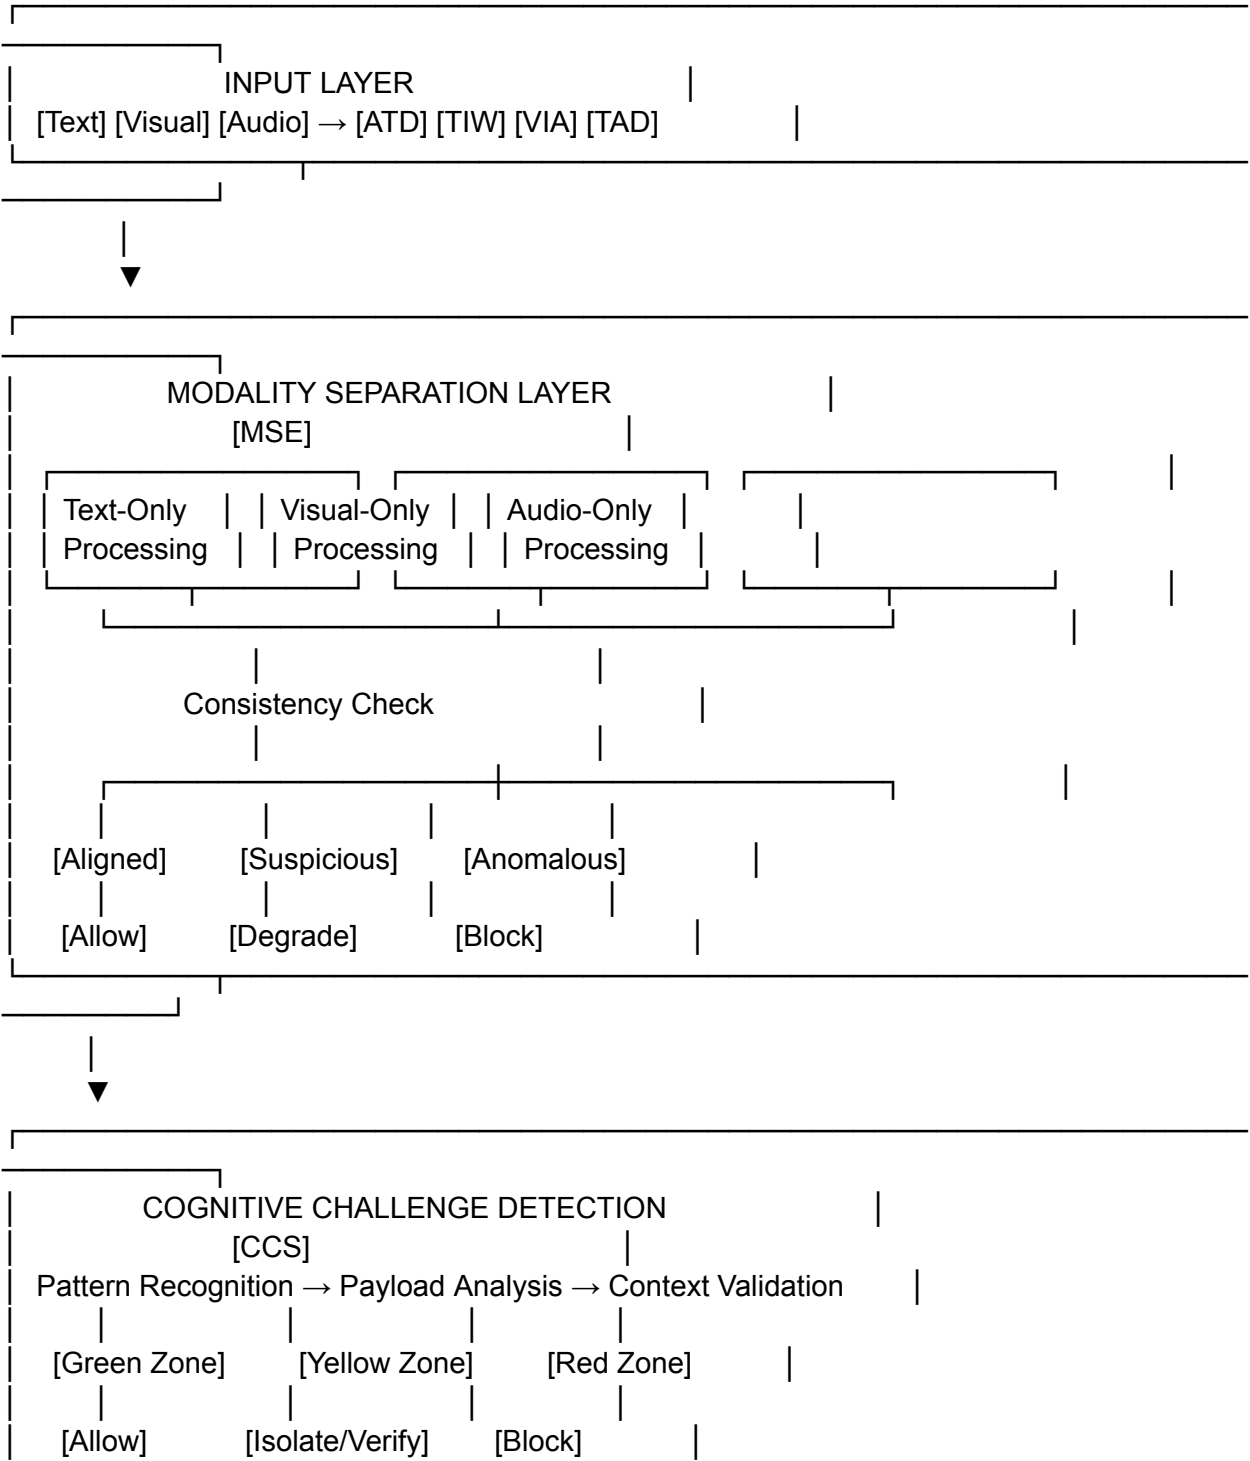 INPUT LAYER
[Text] [Visual] [Audio] → [ATD] [TIW] [VIA] [TAD]
MODALITY SEPARATION LAYER
[MSE]
Text-Only Visual-Only Audio-Only
Processing Processing Processing
Consistency Check
[Aligned] [Suspicious] [Anomalous]
[Allow] [Degrade] [Block]
COGNITIVE CHALLENGE DETECTION
[CCS]
Pattern Recognition → Payload Analysis → Context Validation
[Green Zone] [Yellow Zone] [Red Zone]
[Allow] [Isolate/Verify] [Block]